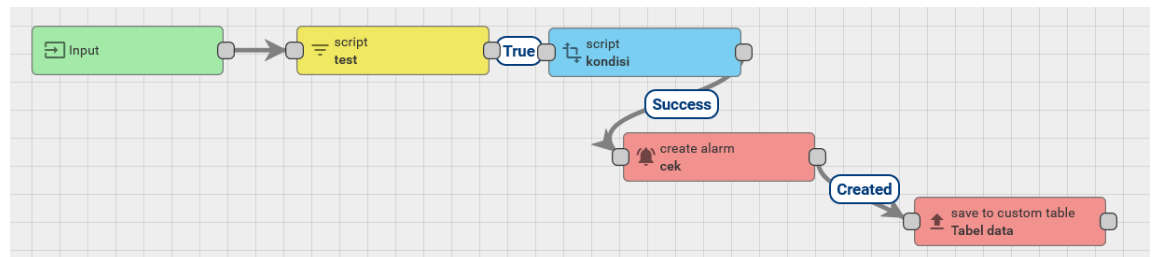 Input
script
test
True
script
kondisi
Success
create alarm
cek
Created
save to custom table
Tabel data